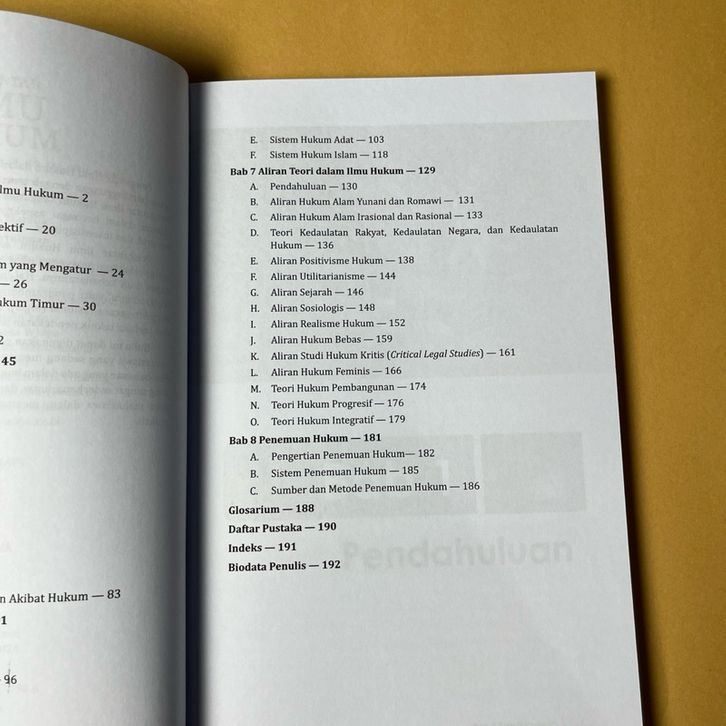 lmu Hukum — 2
ektif — 20
m yang Mengatur — 24
— 26
ukum Timur — 30
2
45
n Akibat Hukum — 83
1
96
E. Sistem Hukum Adat — 103
F. Sistem Hukum Islam — 118
Bab 7 Aliran Teori dalam Ilmu Hukum — 129
A. Pendahuluan — 130
B. Aliran Hukum Alam Yunani dan Romawi — 131
C. Aliran Hukum Alam Irasional dan Rasional — 133
D. Teori Kedaulatan Rakyat, Kedaulatan Negara, dan Kedaulatan
Hukum — 136
E. Aliran Positivisme Hukum — 138
F. Aliran Utilitarianisme — 144
G. Aliran Sejarah — 146
H. Aliran Sosiologis — 148
I. Aliran Realisme Hukum — 152
J. Aliran Hukum Bebas — 159
K. Aliran Studi Hukum Kritis (Critical Legal Studies) — 161
L. Aliran Hukum Feminis — 166
M. Teori Hukum Pembangunan — 174
N. Teori Hukum Progresif — 176
O. Teori Hukum Integratif — 179
Bab 8 Penemuan Hukum — 181
A. Pengertian Penemuan Hukum— 182
B. Sistem Penemuan Hukum — 185
C. Sumber dan Metode Penemuan Hukum — 186
Glosarium — 188
Daftar Pustaka — 190
Indeks — 191
Biodata Penulis — 192
Pendahuluan